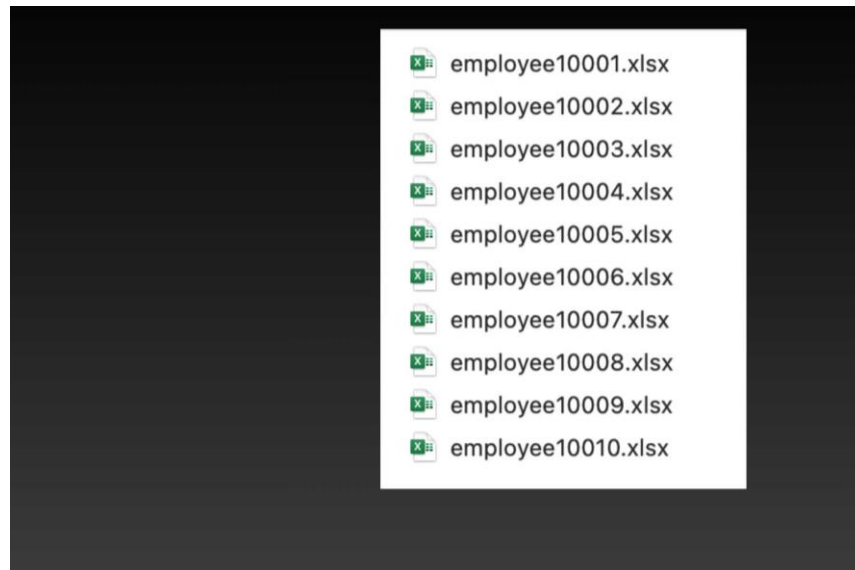 employee10001.xlsx
employee10002.xlsx
employee10003.xlsx
employee10004.xlsx
employee10005.xlsx
employee10006.xlsx
employee10007.xlsx
employee10008.xlsx
employee10009.xlsx
employee10010.xlsx